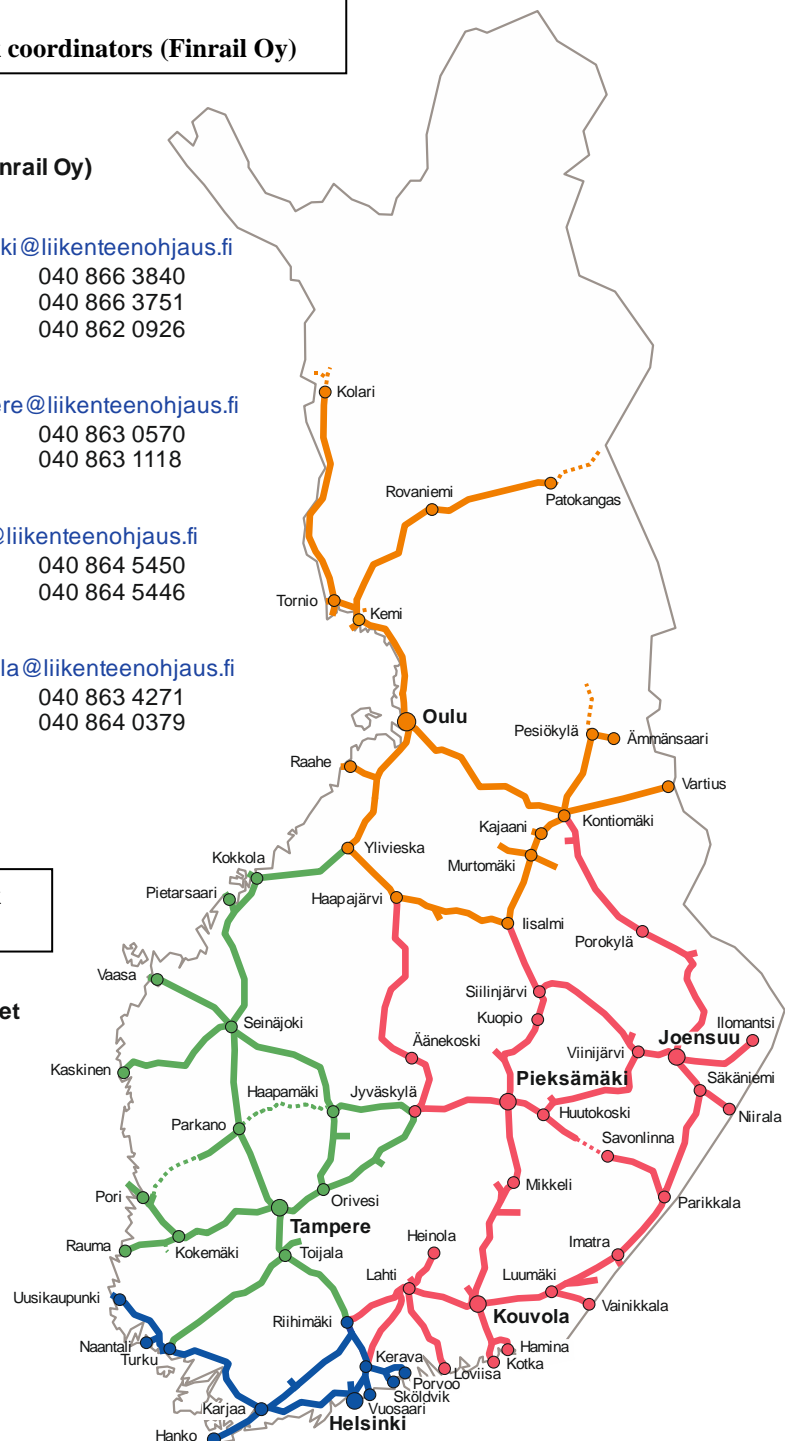 coordinators (Finrail Oy)
nrail Oy)
ki@liikenteenohjaus.fi
040 866 3840
040 866 3751
040 862 0926
ere@liikenteenohjaus.fi
040 863 0570
040 863 1118
@liikenteenohjaus.fi
040 864 5450
040 864 5446
la@liikenteenohjaus.fi
040 863 4271
040 864 0379
et
Kolari
Rovaniemi
Patokangas
Tornio
Kemi
Oulu
Pesiökylä
Ämmänsaari
Raahe
Vartius
Kajaani
Kontiomäki
Ylivieska
Murtomäki
Kokkola
Pietarsaari
Haapajärvi
Iisalmi
Porokylä
Vaasa
Siilinjärvi
Kuopio
Seinäjoki
Ilomantsi
Joensuu
Äänekoski
Viinijärvi
Kaskinen
Pieksämäki
Säkäniemi
Haapamäki
Jyväskylä
Huutokoski
Niirala
Parkano
Savonlinna
Mikkeli
Pori
Orivesi
Parikkala
Tampere
Rauma
Kokemäki
Toijala
Heinola
Imatra
Lahti
Luumäki
Uusikaupunki
Vainikkala
Riihimäki
Kouvola
Naantali
Turku
Hamina
Kerava
Kotka
Loviisa
Porvoo
Sköldvik
Karjaa
Vuosaari
Helsinki
Hanko